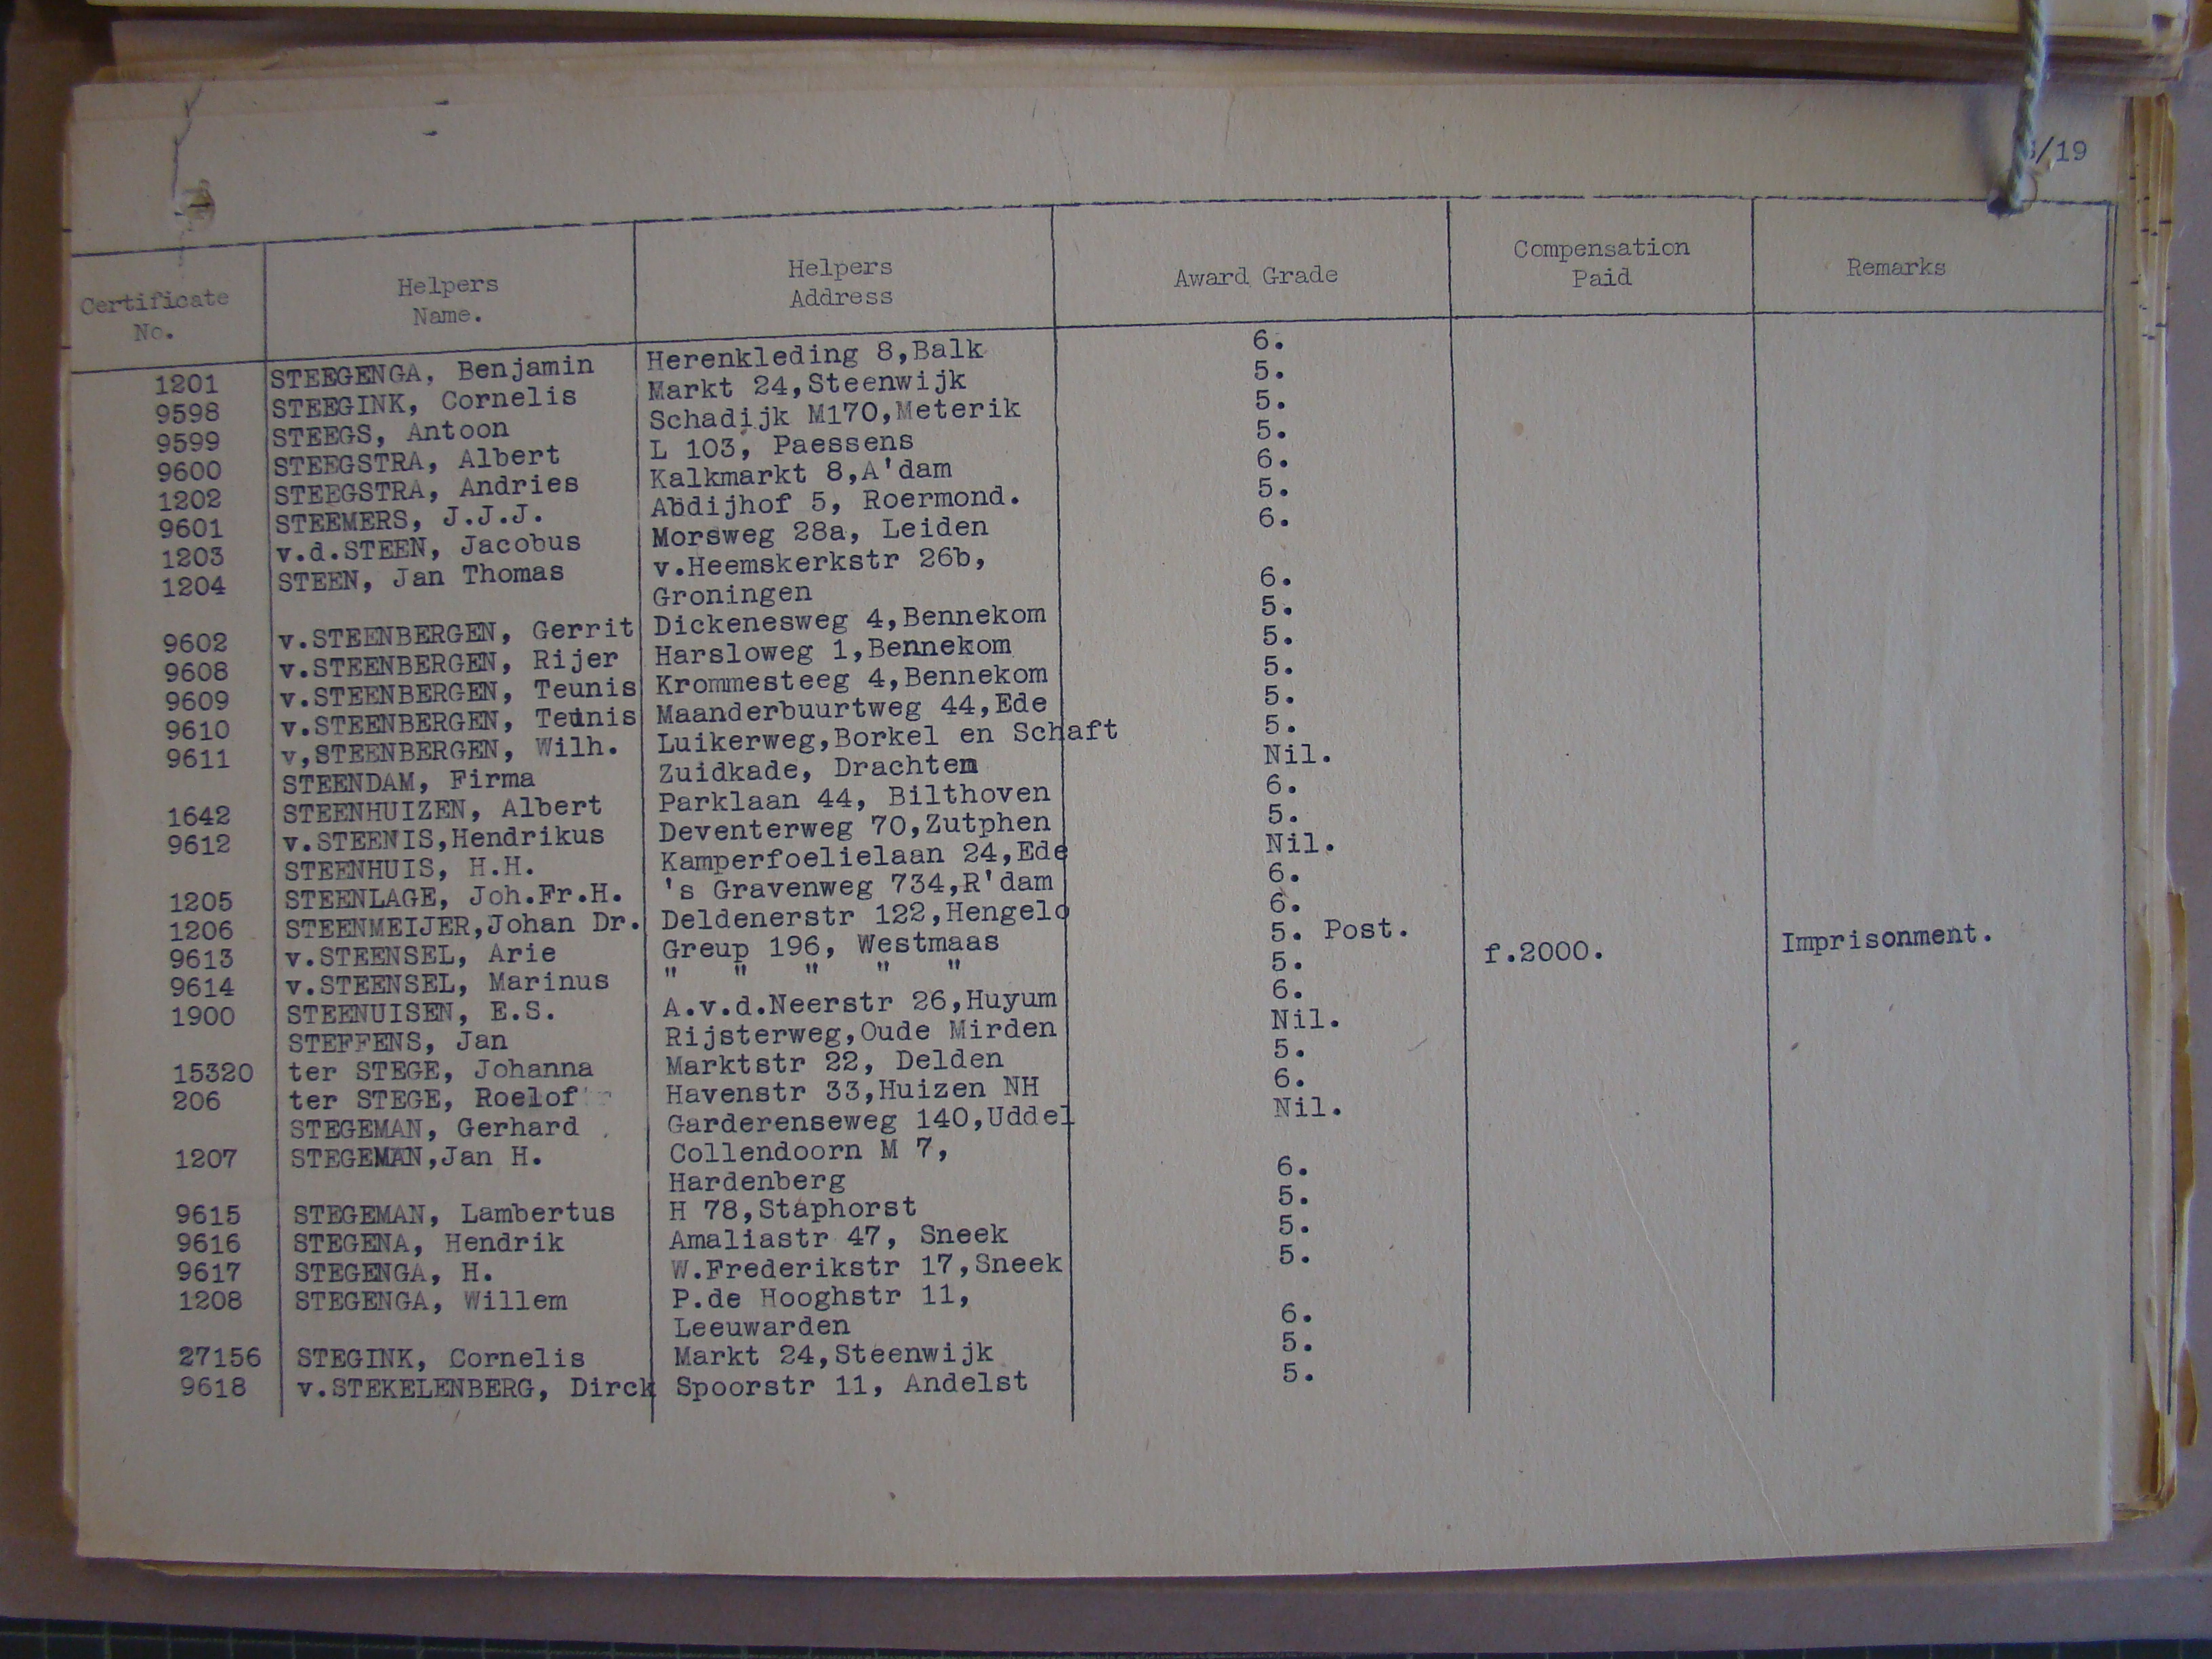 /19
Certificate No.  Helpers Name.  Helpers Address  Award Grade  Compensation Paid  Remarks
1201 STEEGENGA, Benjamin Herenkleding 8,Balk 6.
9598 STEEGINK, Cornelis Markt 24,Steenwijk 5.
9599 STEEGS, Antoon Schadijk M170,Meterik 5.
9600 STEEGSTRA, Albert L 103, Paessens 5.
1202 STEEGSTRA, Andries Kalkmarkt 8,A'dam 6.
9601 STEEMERS, J.J.J. Abdijhof 5, Roermond. 5.
1203 v.d.STEEN, Jacobus Morsweg 28a, Leiden 6.
1204 STEEN, Jan Thomas v.Heemskerkstr 26b,
Groningen 6.
9602 v.STEENBERGEN, Gerrit Dickenesweg 4,Bennekom 5.
9608 v.STEENBERGEN, Rijer Harsloweg 1,Bennekom 5.
9609 v.STEENBERGEN, Teunis Krommesteeg 4,Bennekom 5.
9610 v.STEENBERGEN, Teunis Maanderbuurtweg 44,Ede 5.
9611 v,STEENBERGEN, Wilh. Luikerweg,Borkel en Schaft 5.
STEENDAM, Firma Zuidkade, Drachten Nil.
1642 STEENHUIZEN, Albert Parklaan 44, Bilthoven 6.
9612 v.STEENIS,Hendrikus Deventerweg 70,Zutphen 5.
STEENHUIS, H.H. Kamperfoelielaan 24,Ede Nil.
1205 STEENLAGE, Joh.Fr.H. 's Gravenweg 734,R'dam 6.
1206 STEENMEIJER,Johan Dr. Deldenerstr 122,Hengelo 6.
9613 v.STEENSEL, Arie Greup 196, Westmaas 5. Post. f.2000. Imprisonment.
9614 v.STEENSEL, Marinus " " " " " 5.
1900 STEENUISEN, E.S. A.v.d.Neerstr 26,Huyum 6.
STEFFENS, Jan Rijsterweg,Oude Mirden Nil.
15320 ter STEGE, Johanna Marktstr 22, Delden 5.
206 ter STEGE, Roelof Havenstr 33,Huizen NH 6.
STEGEMAN, Gerhard Garderenseweg 140,Uddel Nil.
1207 STEGEMAN,Jan H. Collendoorn M 7,
Hardenberg 6.
9615 STEGEMAN, Lambertus H 78,Staphorst 5.
9616 STEGENA, Hendrik Amaliastr 47, Sneek 5.
9617 STEGENGA, H. W.Frederikstr 17,Sneek 5.
1208 STEGENGA, Willem P.de Hooghstr 11,
Leeuwarden 6.
27156 STEGINK, Cornelis Markt 24,Steenwijk 5.
9618 v.STEKELENBERG, Dirck Spoorstr 11, Andelst 5.